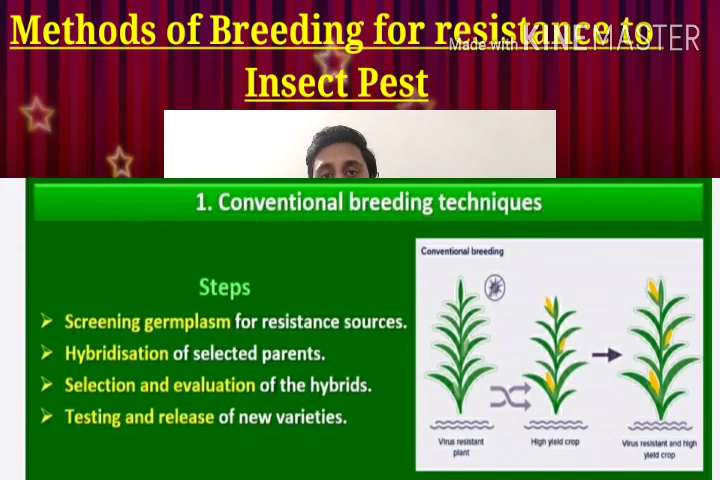 Methods of Breeding for resistance to
Made with KINEMASTER
Insect Pest
1. Conventional breeding techniques
Conventional breeding
Steps
➢ Screening germplasm for resistance sources.
➢ Hybridisation of selected parents.
➢ Selection and evaluation of the hybrids.
➢ Testing and release of new varieties.
Virus resistant
plant
High yield crop
Virus resistant and high
yield crop